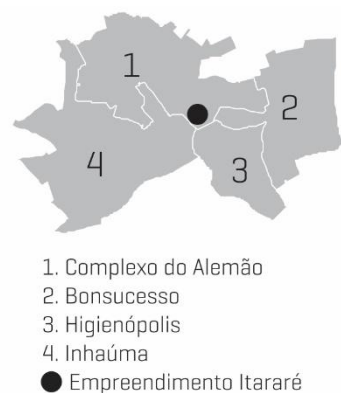 1
2
3
4
1. Complexo do Alemão
2. Bonsucesso
3. Higienópolis
4. Inhaúma
Empreendimento Itararé